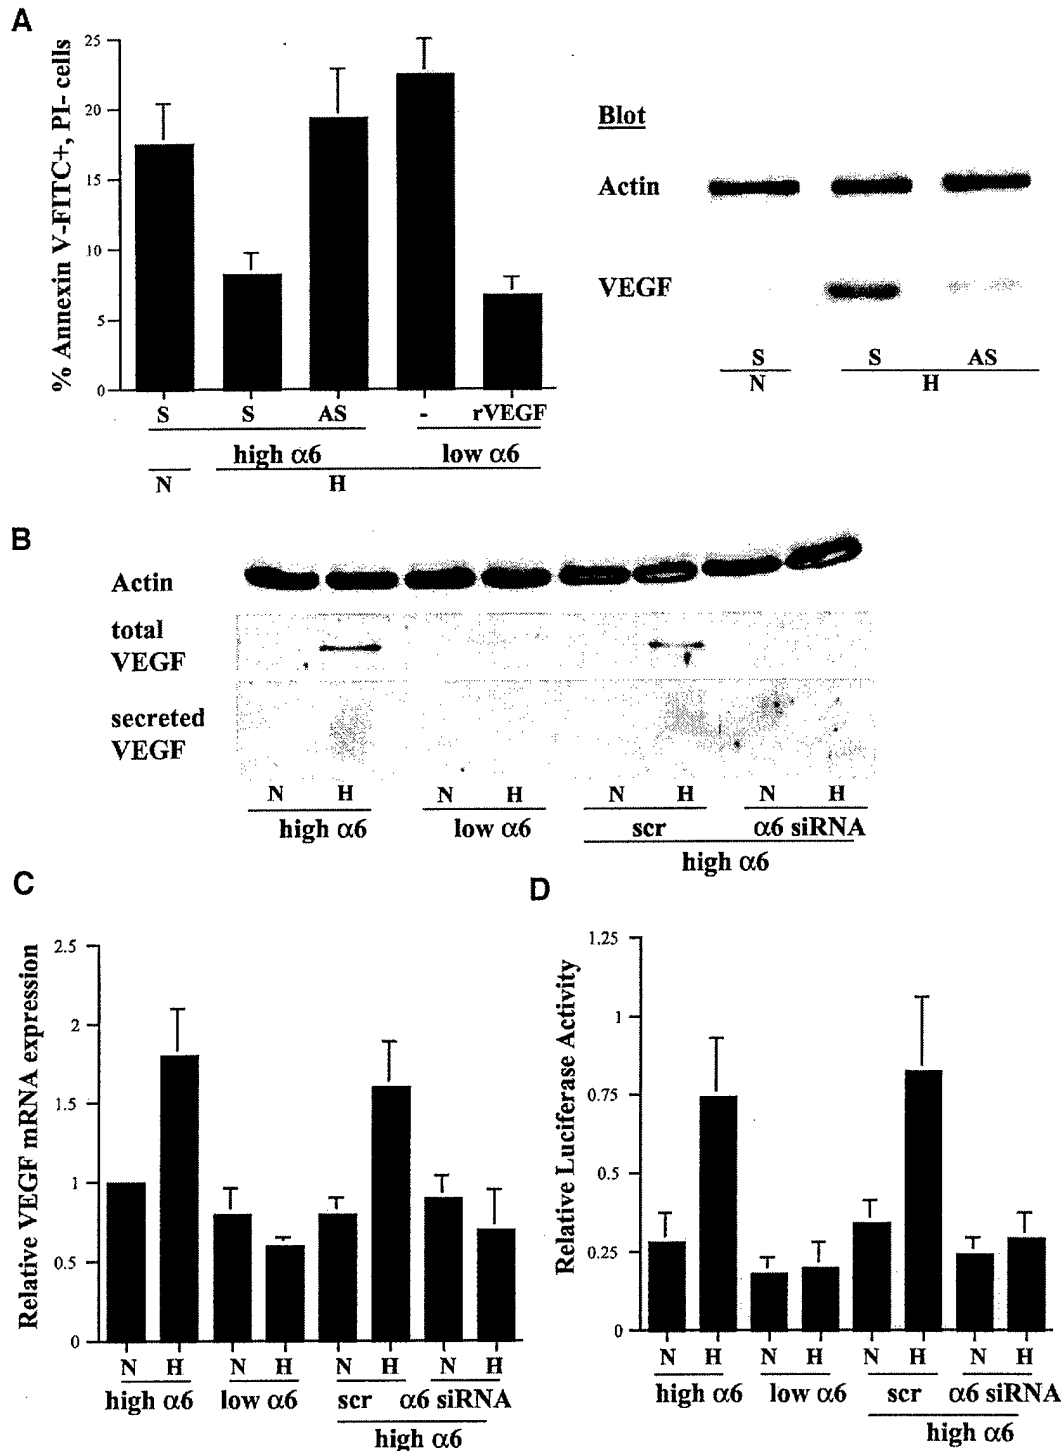 A
% Annexin V-FITC+, PI- cells
25
20
15
10
5
0
S S AS - rVEGF
high α6 low α6
N H
Blot
Actin
VEGF
S S AS
N H
B
Actin
total
VEGF
secreted
VEGF
N H N H N H N H
high α6 low α6 scr α6 siRNA
high α6
C
Relative VEGF mRNA expression
2.5
2
1.5
1
0.5
0
N H N H N H N H
high α6 low α6 scr α6 siRNA
high α6
D
Relative Luciferase Activity
1.25
1
0.75
0.5
0.25
0
N H N H N H N H
high α6 low α6 scr α6 siRNA
high α6